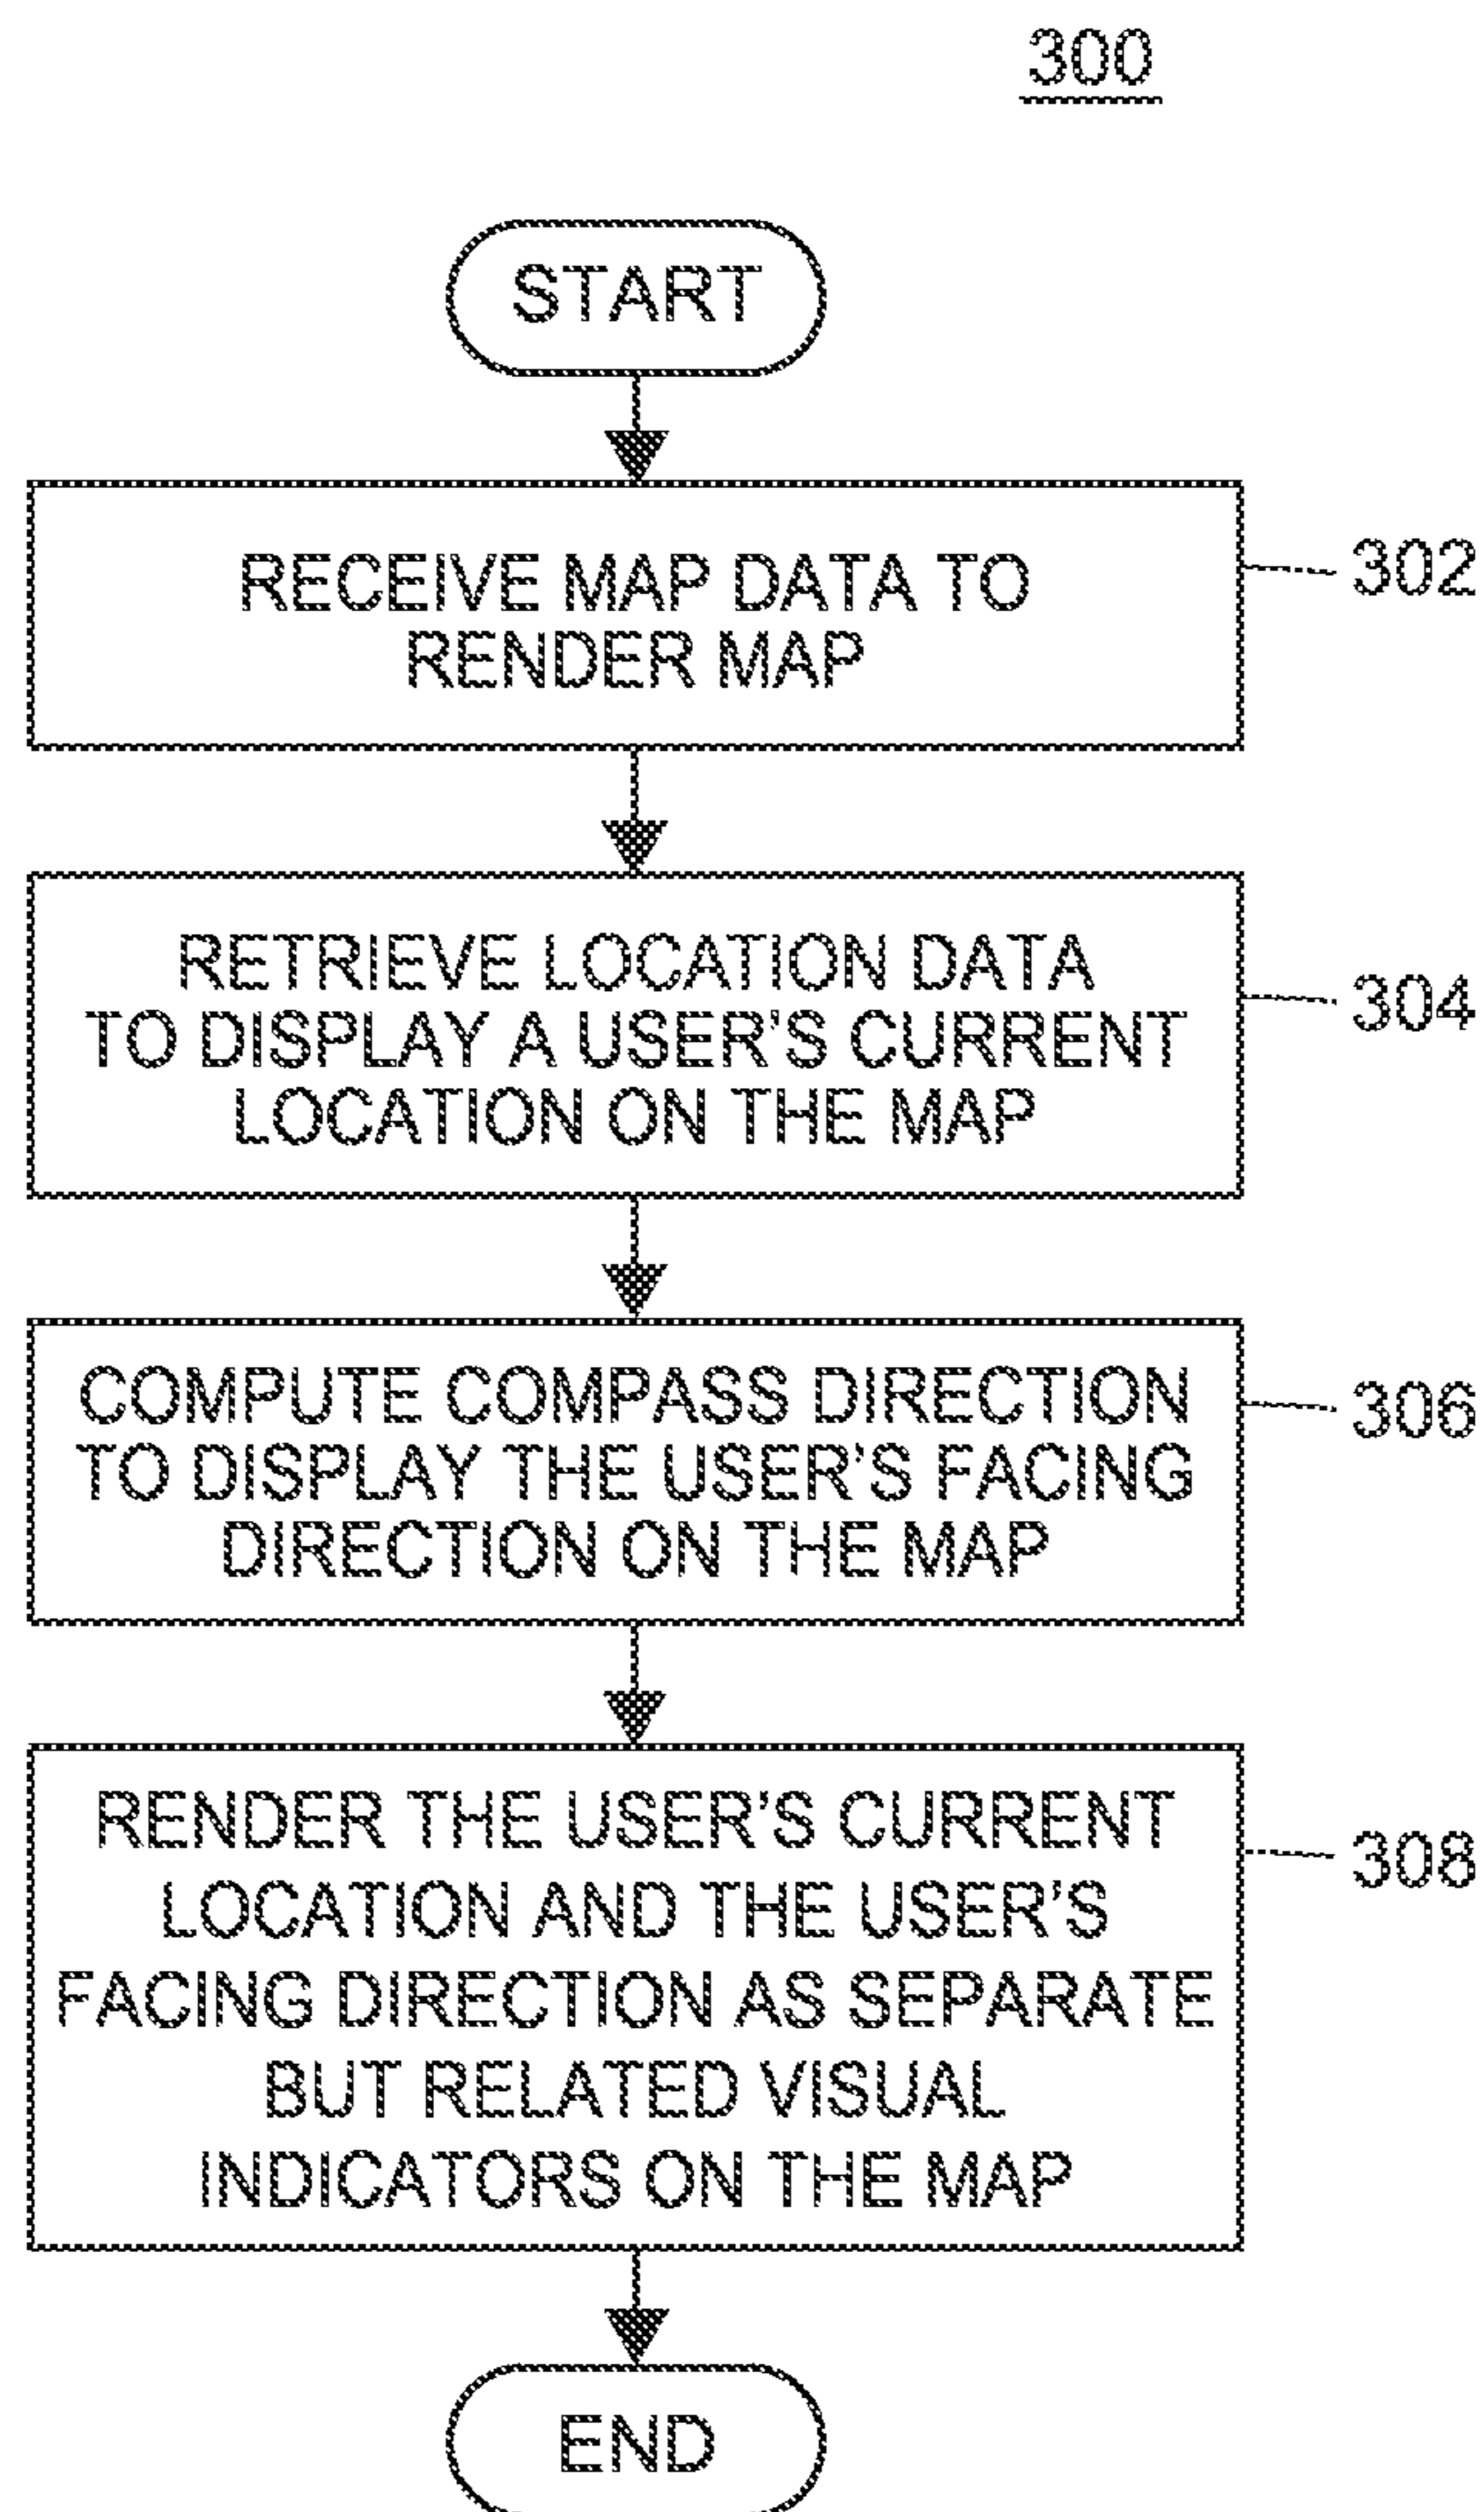 300
START
RECEIVE MAP DATA TO
RENDER MAP
302
RETRIEVE LOCATION DATA
TO DISPLAY A USER'S CURRENT
LOCATION ON THE MAP
304
COMPUTE COMPASS DIRECTION
TO DISPLAY THE USER'S FACING
DIRECTION ON THE MAP
306
RENDER THE USER'S CURRENT
LOCATION AND THE USER'S
FACING DIRECTION AS SEPARATE
BUT RELATED VISUAL
INDICATORS ON THE MAP
308
END